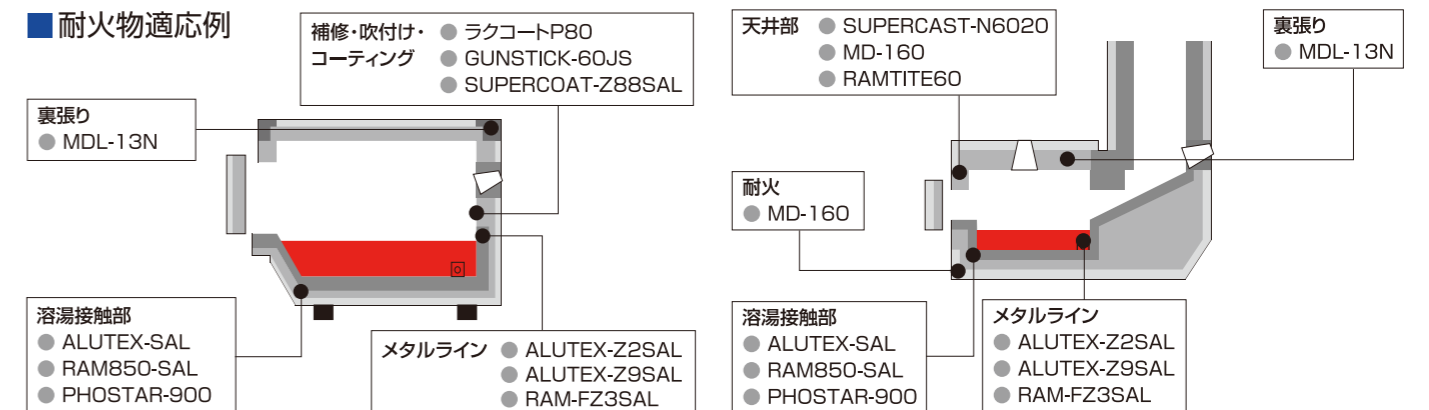 ■耐火物適応例
補修・吹付け・ ● ラクコートP80
コーティング ● GUNSTICK-60JS
● SUPERCOAT-Z88SAL
裏張り
● MDL-13N
溶湯接触部
● ALUTEX-SAL
● RAM850-SAL
● PHOSTAR-900
メタルライン ● ALUTEX-Z2SAL
● ALUTEX-Z9SAL
● RAM-FZ3SAL
天井部 ● SUPERCAST-N6020
● MD-160
● RAMTITE60
裏張り
● MDL-13N
耐火
● MD-160
溶湯接触部
● ALUTEX-SAL
● RAM850-SAL
● PHOSTAR-900
メタルライン
● ALUTEX-Z2SAL
● ALUTEX-Z9SAL
● RAM-FZ3SAL